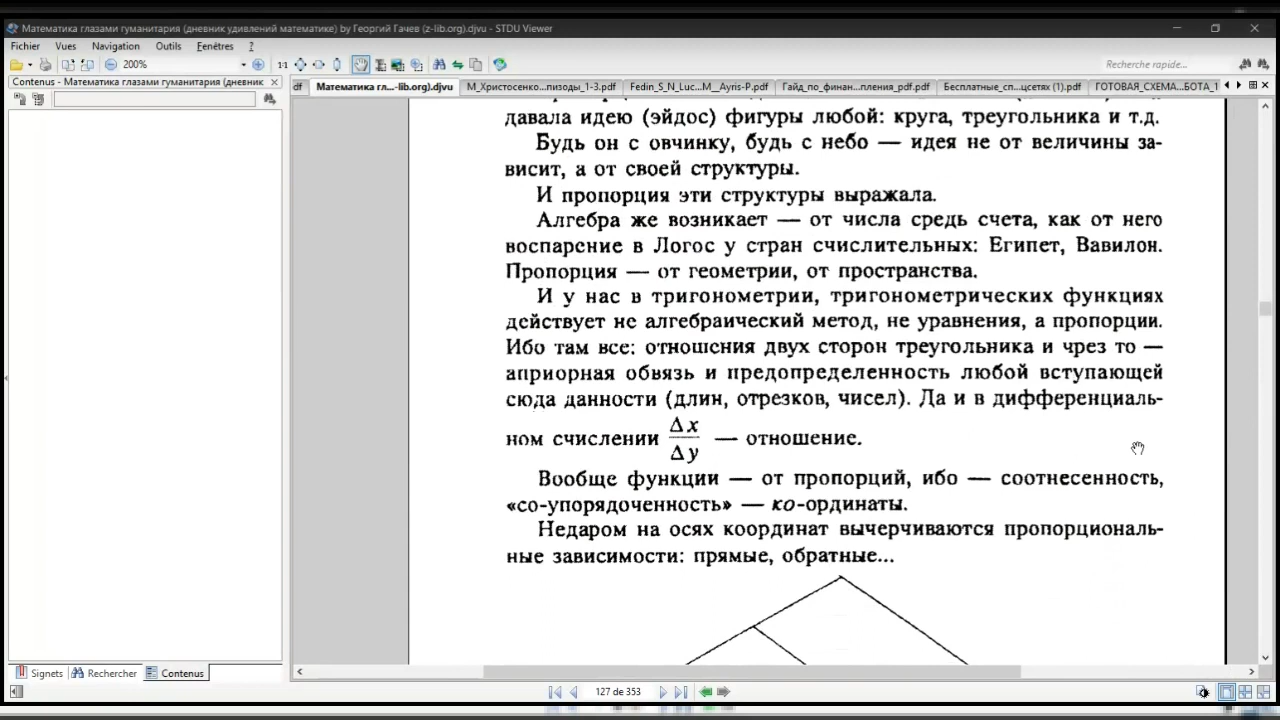 Математика глазами гуманитария (дневник удивлений математике) by Георгий Гачев (z-lib.org).djvu - STDU Viewer
Fichier Vues Navigation Outils Fenêtres ?
200% 1:1 Recherche rapide...
Contenus - Математика глазами гуманитария (дневник
df Математика гл...-lib.org).djvu M_Христосенко...пизоды_1-3.pdf Fedin_S_N_Luc...M__Ayris-P.pdf Гайд_по_финан...пления_pdf.pdf Бесплатные_сп...цсетях (1).pdf ГОТОВАЯ_СХЕМА...БОТА_1
давала идею (эйдос) фигуры любой: круга, треугольника и т.д.
Будь он с овчинку, будь с небо — идея не от величины за-
висит, а от своей структуры.
И пропорция эти структуры выражала.
Алгебра же возникает — от числа средь счета, как от него
воспарение в Логос у стран счислительных: Египет, Вавилон.
Пропорция — от геометрии, от пространства.
И у нас в тригонометрии, тригонометрических функциях
действует не алгебраический метод, не уравнения, а пропорции.
Ибо там все: отношения двух сторон треугольника и чрез то —
априорная обвязь и предопределенность любой вступающей
сюда данности (длин, отрезков, чисел). Да и в дифференциаль-
ном счислении Δx/Δy — отношение.
Вообще функции — от пропорций, ибо — соотнесенность,
«со-упорядоченность» — ко-ординаты.
Недаром на осях координат вычерчиваются пропорциональ-
ные зависимости: прямые, обратные...
Signets Rechercher Contenus
127 de 353